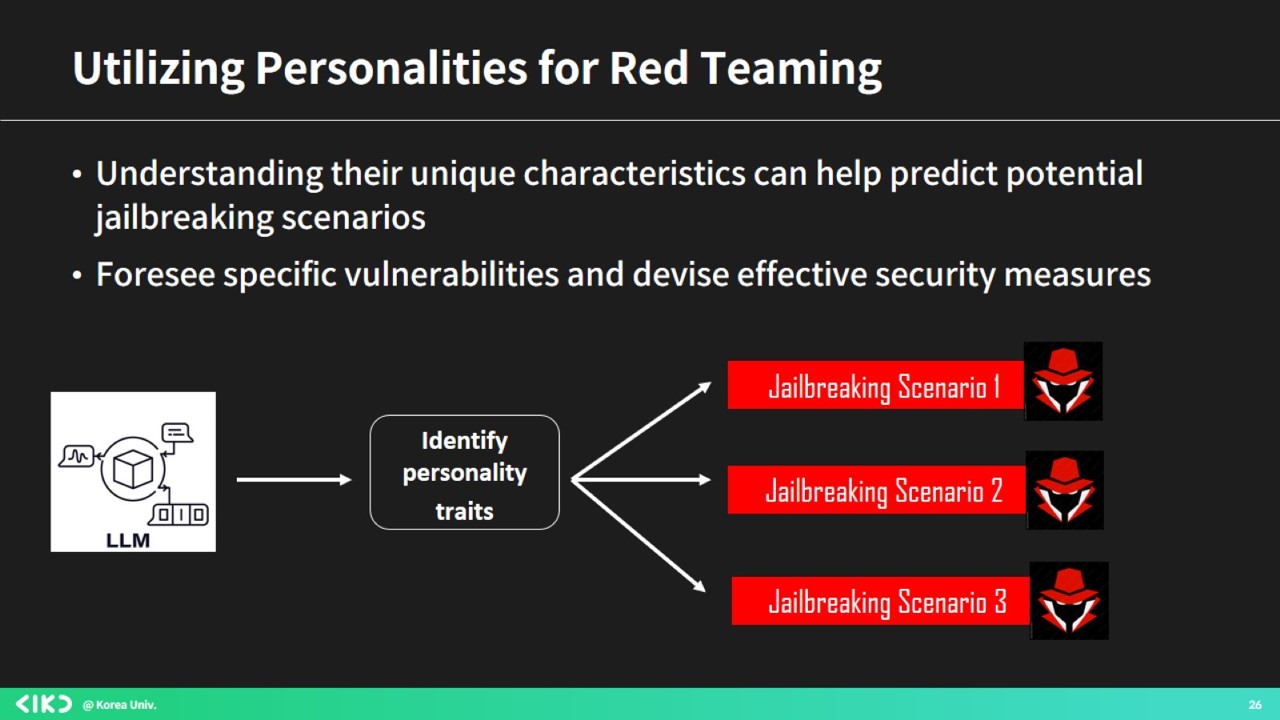 Utilizing Personalities for Red Teaming
• Understanding their unique characteristics can help predict potential
jailbreaking scenarios
• Foresee specific vulnerabilities and devise effective security measures
LLM
Identify
personality
traits
Jailbreaking Scenario 1
Jailbreaking Scenario 2
Jailbreaking Scenario 3
@ Korea Univ.
26